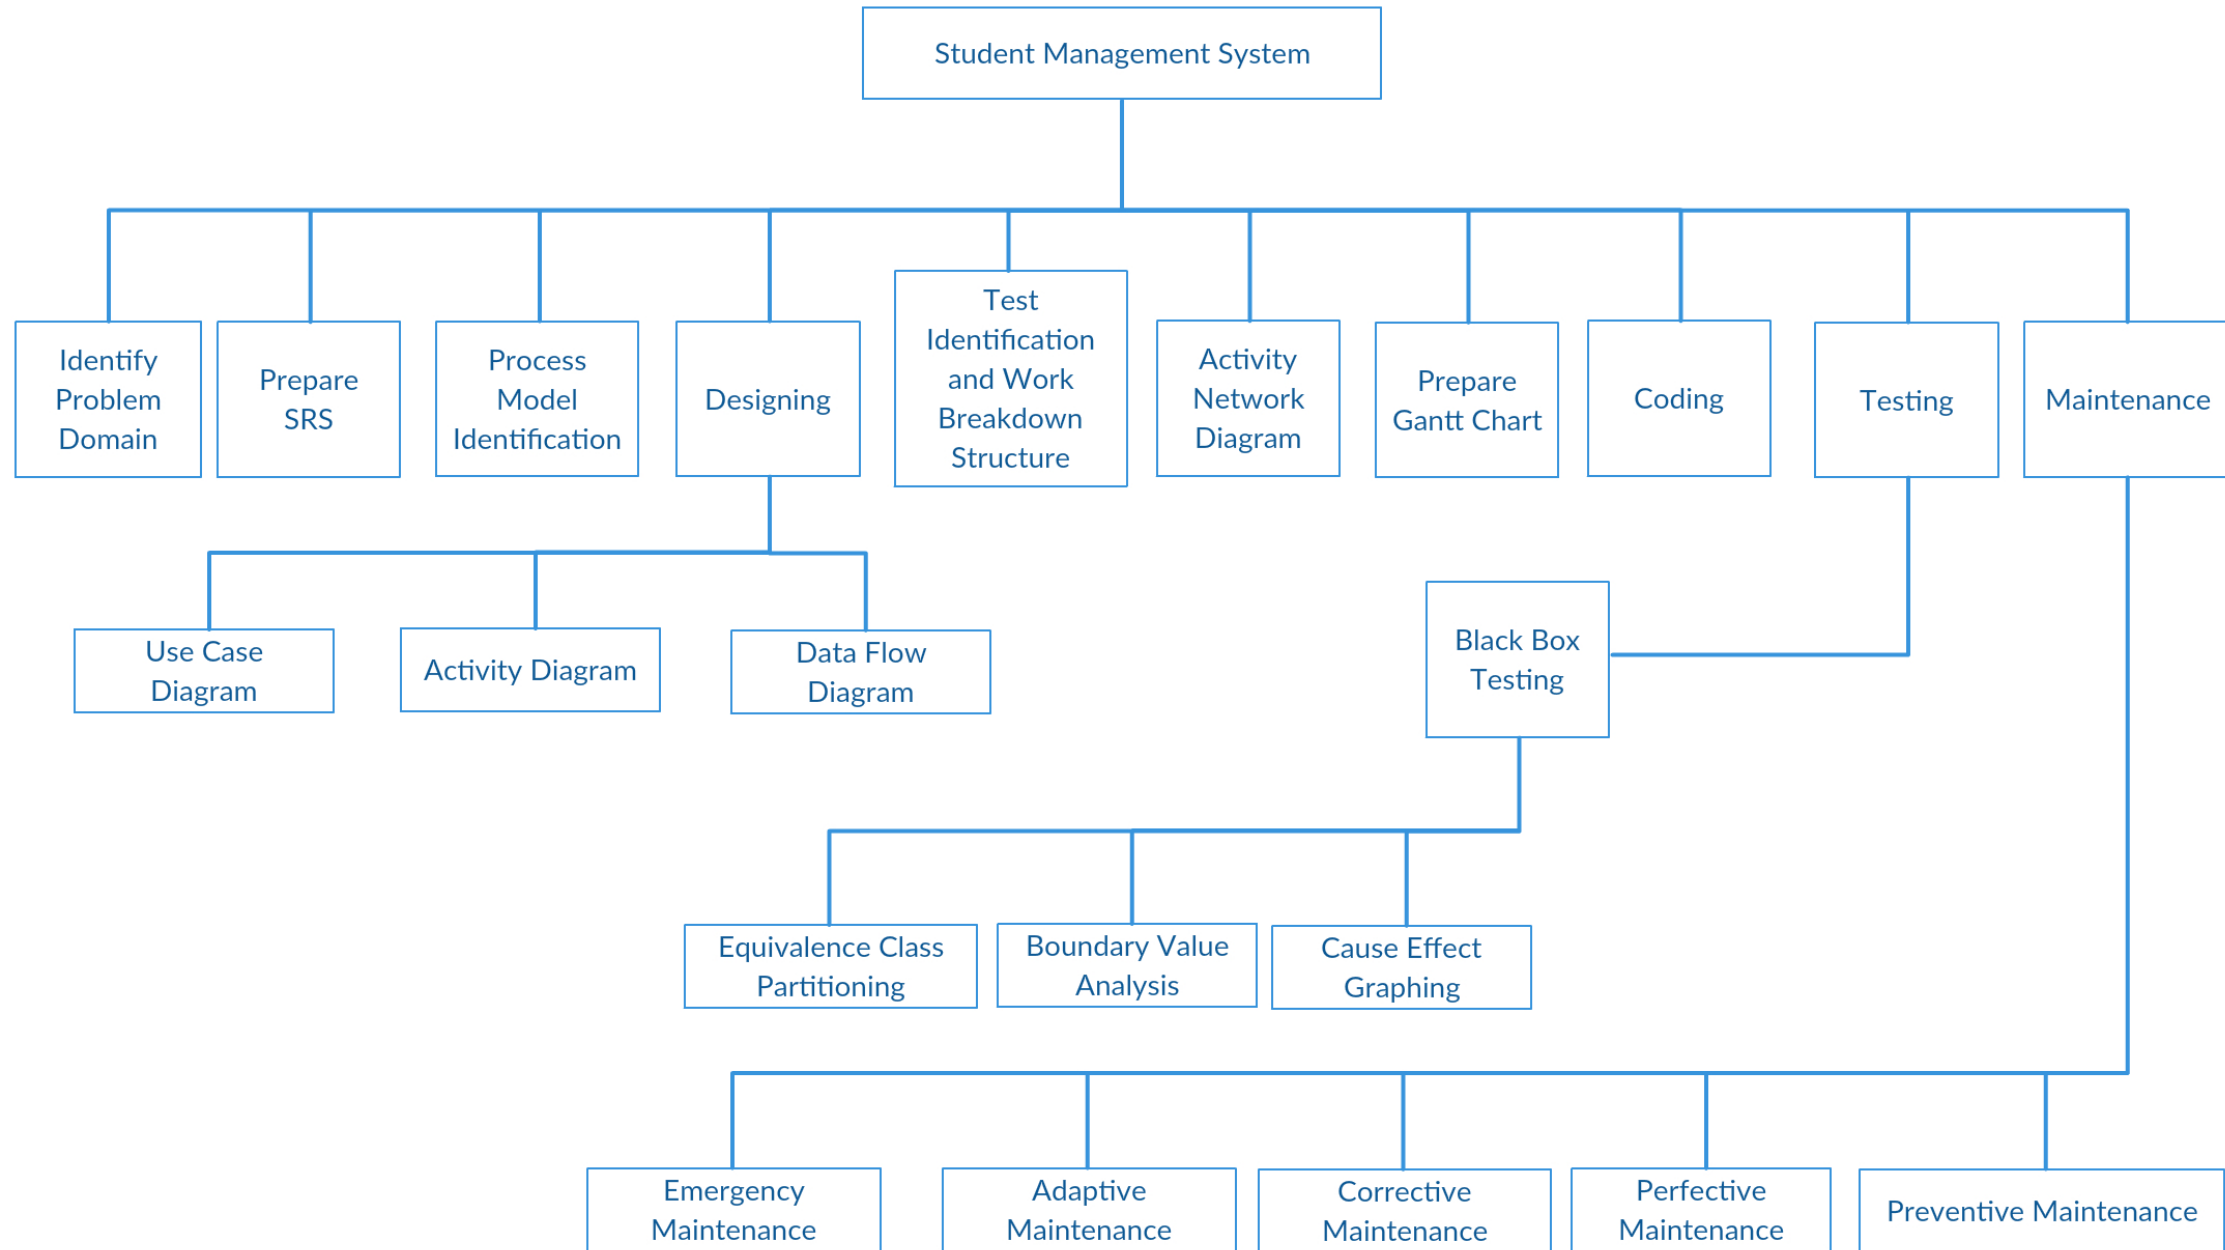 Student Management System
Identify
Problem
Domain
Prepare
SRS
Process
Model
Identification
Designing
Test
Identification
and Work
Breakdown
Structure
Activity
Network
Diagram
Prepare
Gantt Chart
Coding
Testing
Maintenance
Use Case
Diagram
Activity Diagram
Data Flow
Diagram
Black Box
Testing
Equivalence Class
Partitioning
Boundary Value
Analysis
Cause Effect
Graphing
Emergency
Maintenance
Adaptive
Maintenance
Corrective
Maintenance
Perfective
Maintenance
Preventive Maintenance